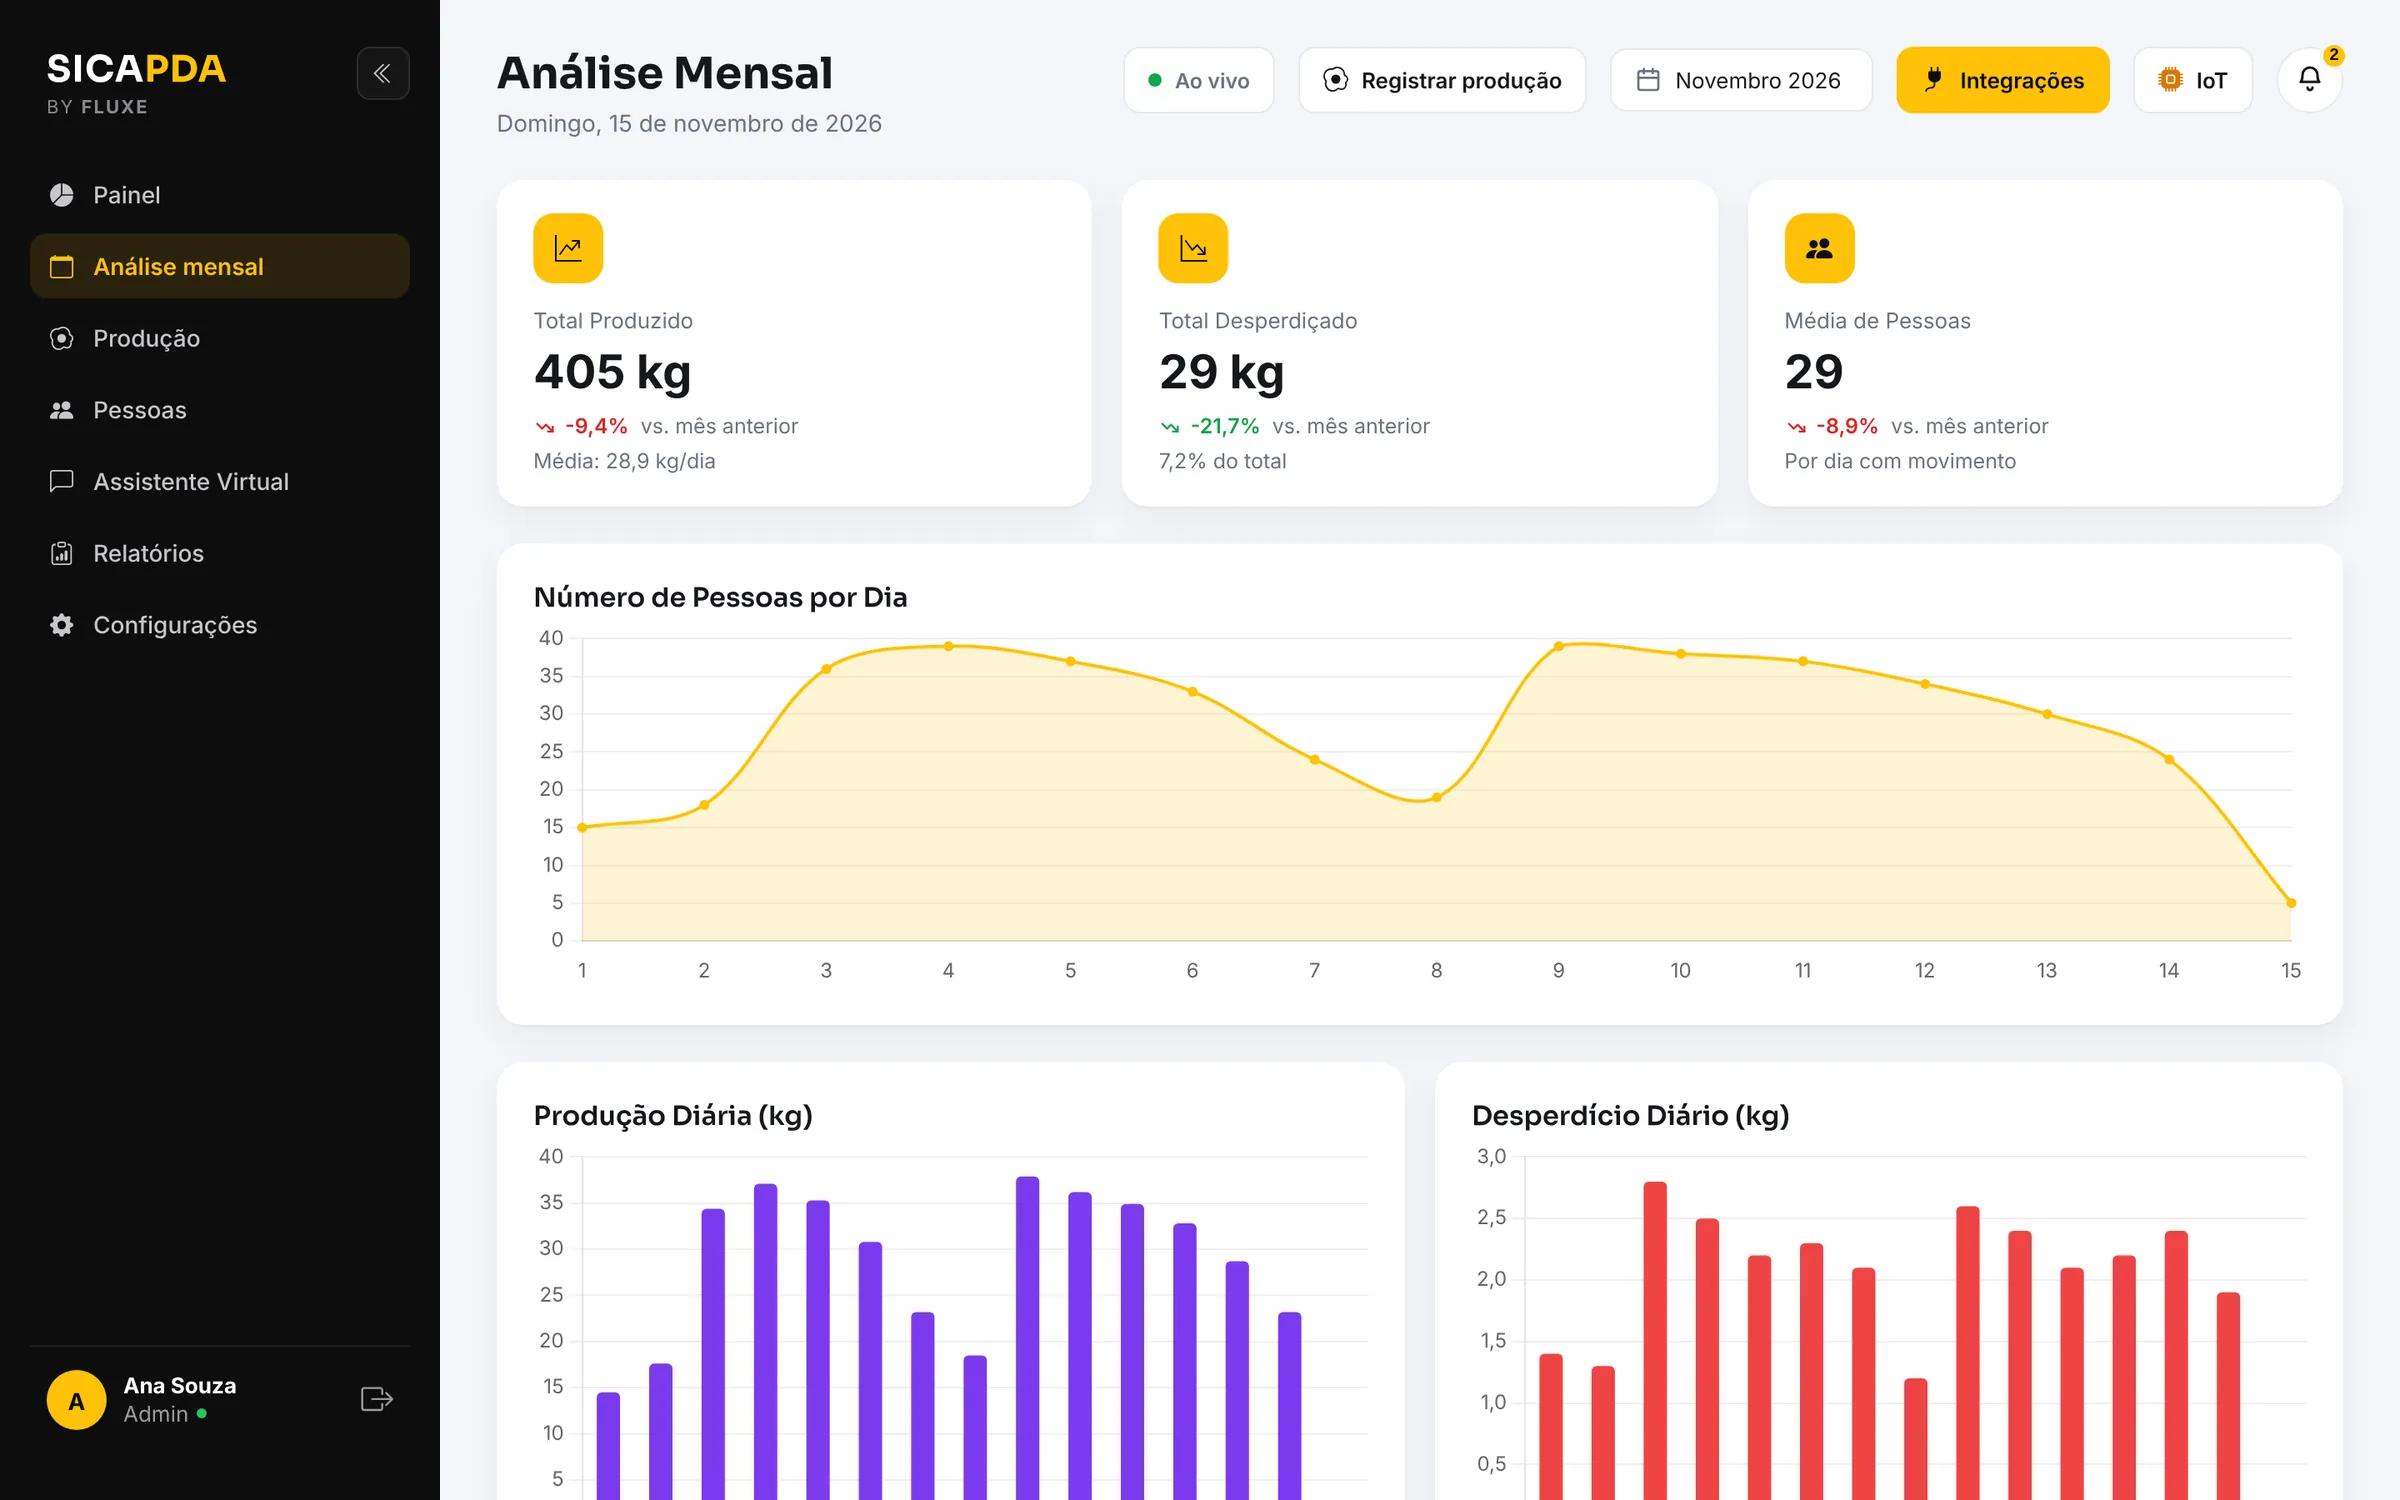 SICAPDA
BY FLUXE
Painel
Análise mensal
Produção
Pessoas
Assistente Virtual
Relatórios
Configurações
A
Ana Souza
Admin
Análise Mensal
Domingo, 15 de novembro de 2026
Ao vivo
Registrar produção
Novembro 2026
Integrações
IoT
2
Total Produzido
405 kg
-9,4% vs. mês anterior
Média: 28,9 kg/dia
Total Desperdiçado
29 kg
-21,7% vs. mês anterior
7,2% do total
Média de Pessoas
29
-8,9% vs. mês anterior
Por dia com movimento
Número de Pessoas por Dia
40
35
30
25
20
15
10
5
0
1 2 3 4 5 6 7 8 9 10 11 12 13 14 15
Produção Diária (kg)
40
35
30
25
20
15
10
5
Desperdício Diário (kg)
3,0
2,5
2,0
1,5
1,0
0,5